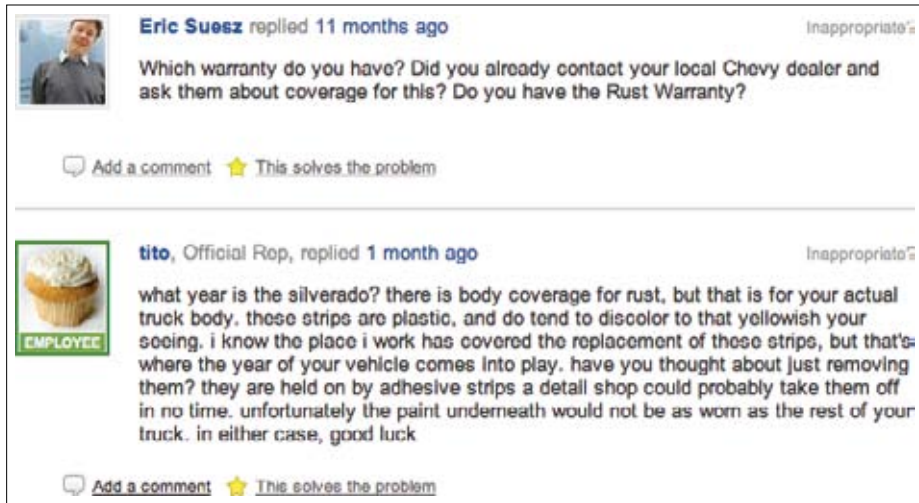 Eric Suesz replied 11 months ago
Inappropriate?
Which warranty do you have? Did you already contact your local Chevy dealer and
ask them about coverage for this? Do you have the Rust Warranty?
Add a comment This solves the problem
tito, Official Rep, replied 1 month ago
Inappropriate?
what year is the silverado? there is body coverage for rust, but that is for your actual
truck body. these strips are plastic, and do tend to discolor to that yellowish your
seeing. i know the place i work has covered the replacement of these strips, but that's
where the year of your vehicle comes into play. have you thought about just removing
them? they are held on by adhesive strips a detail shop could probably take them off
in no time. unfortunately the paint underneath would not be as worn as the rest of your
truck. in either case, good luck
EMPLOYEE
Add a comment This solves the problem